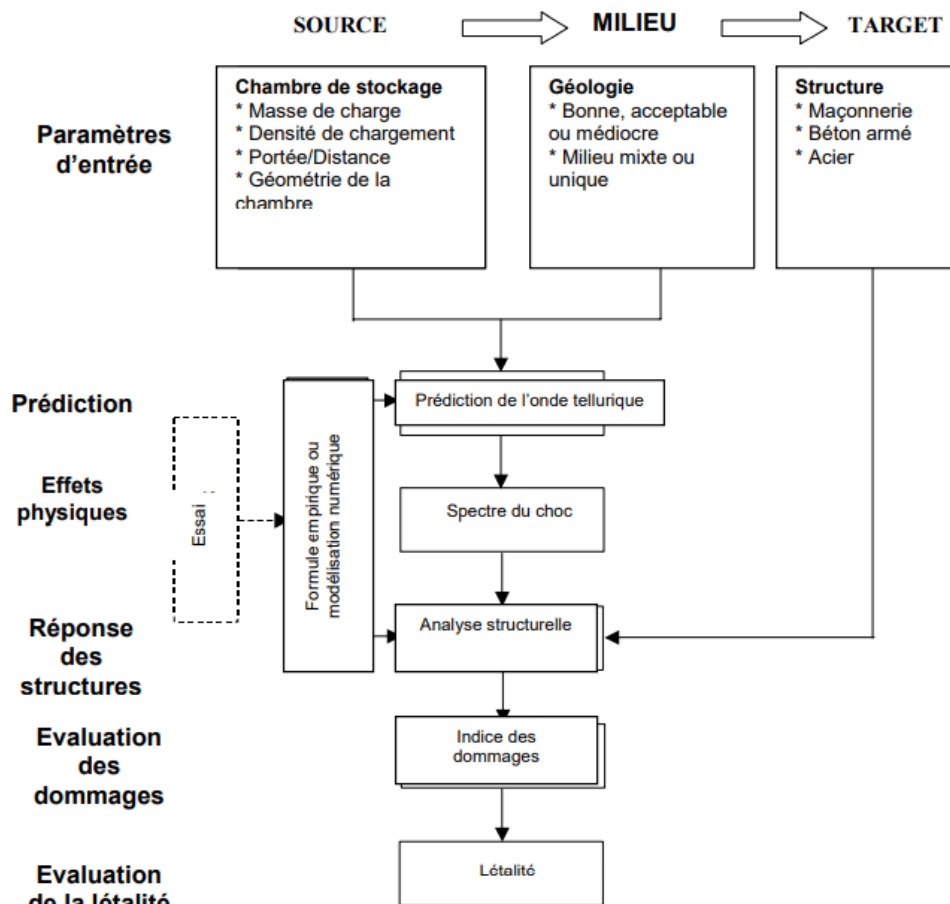 SOURCE
MILIEU
TARGET
Paramètres
d'entrée
Chambre de stockage
* Masse de charge
* Densité de chargement
* Portée/Distance
* Géométrie de la
chambre
Géologie
* Bonne, acceptable
ou médiocre
* Milieu mixte ou
unique
Structure
* Maçonnerie
* Béton armé
* Acier
Prédiction
Prédiction de l'onde tellurique
Effets
physiques
Essai
Formule empirique ou
modélisation numérique
Spectre du choc
Réponse
des
structures
Analyse structurelle
Evaluation
des
dommages
Indice des
dommages
Evaluation
de la létalité
Létalité